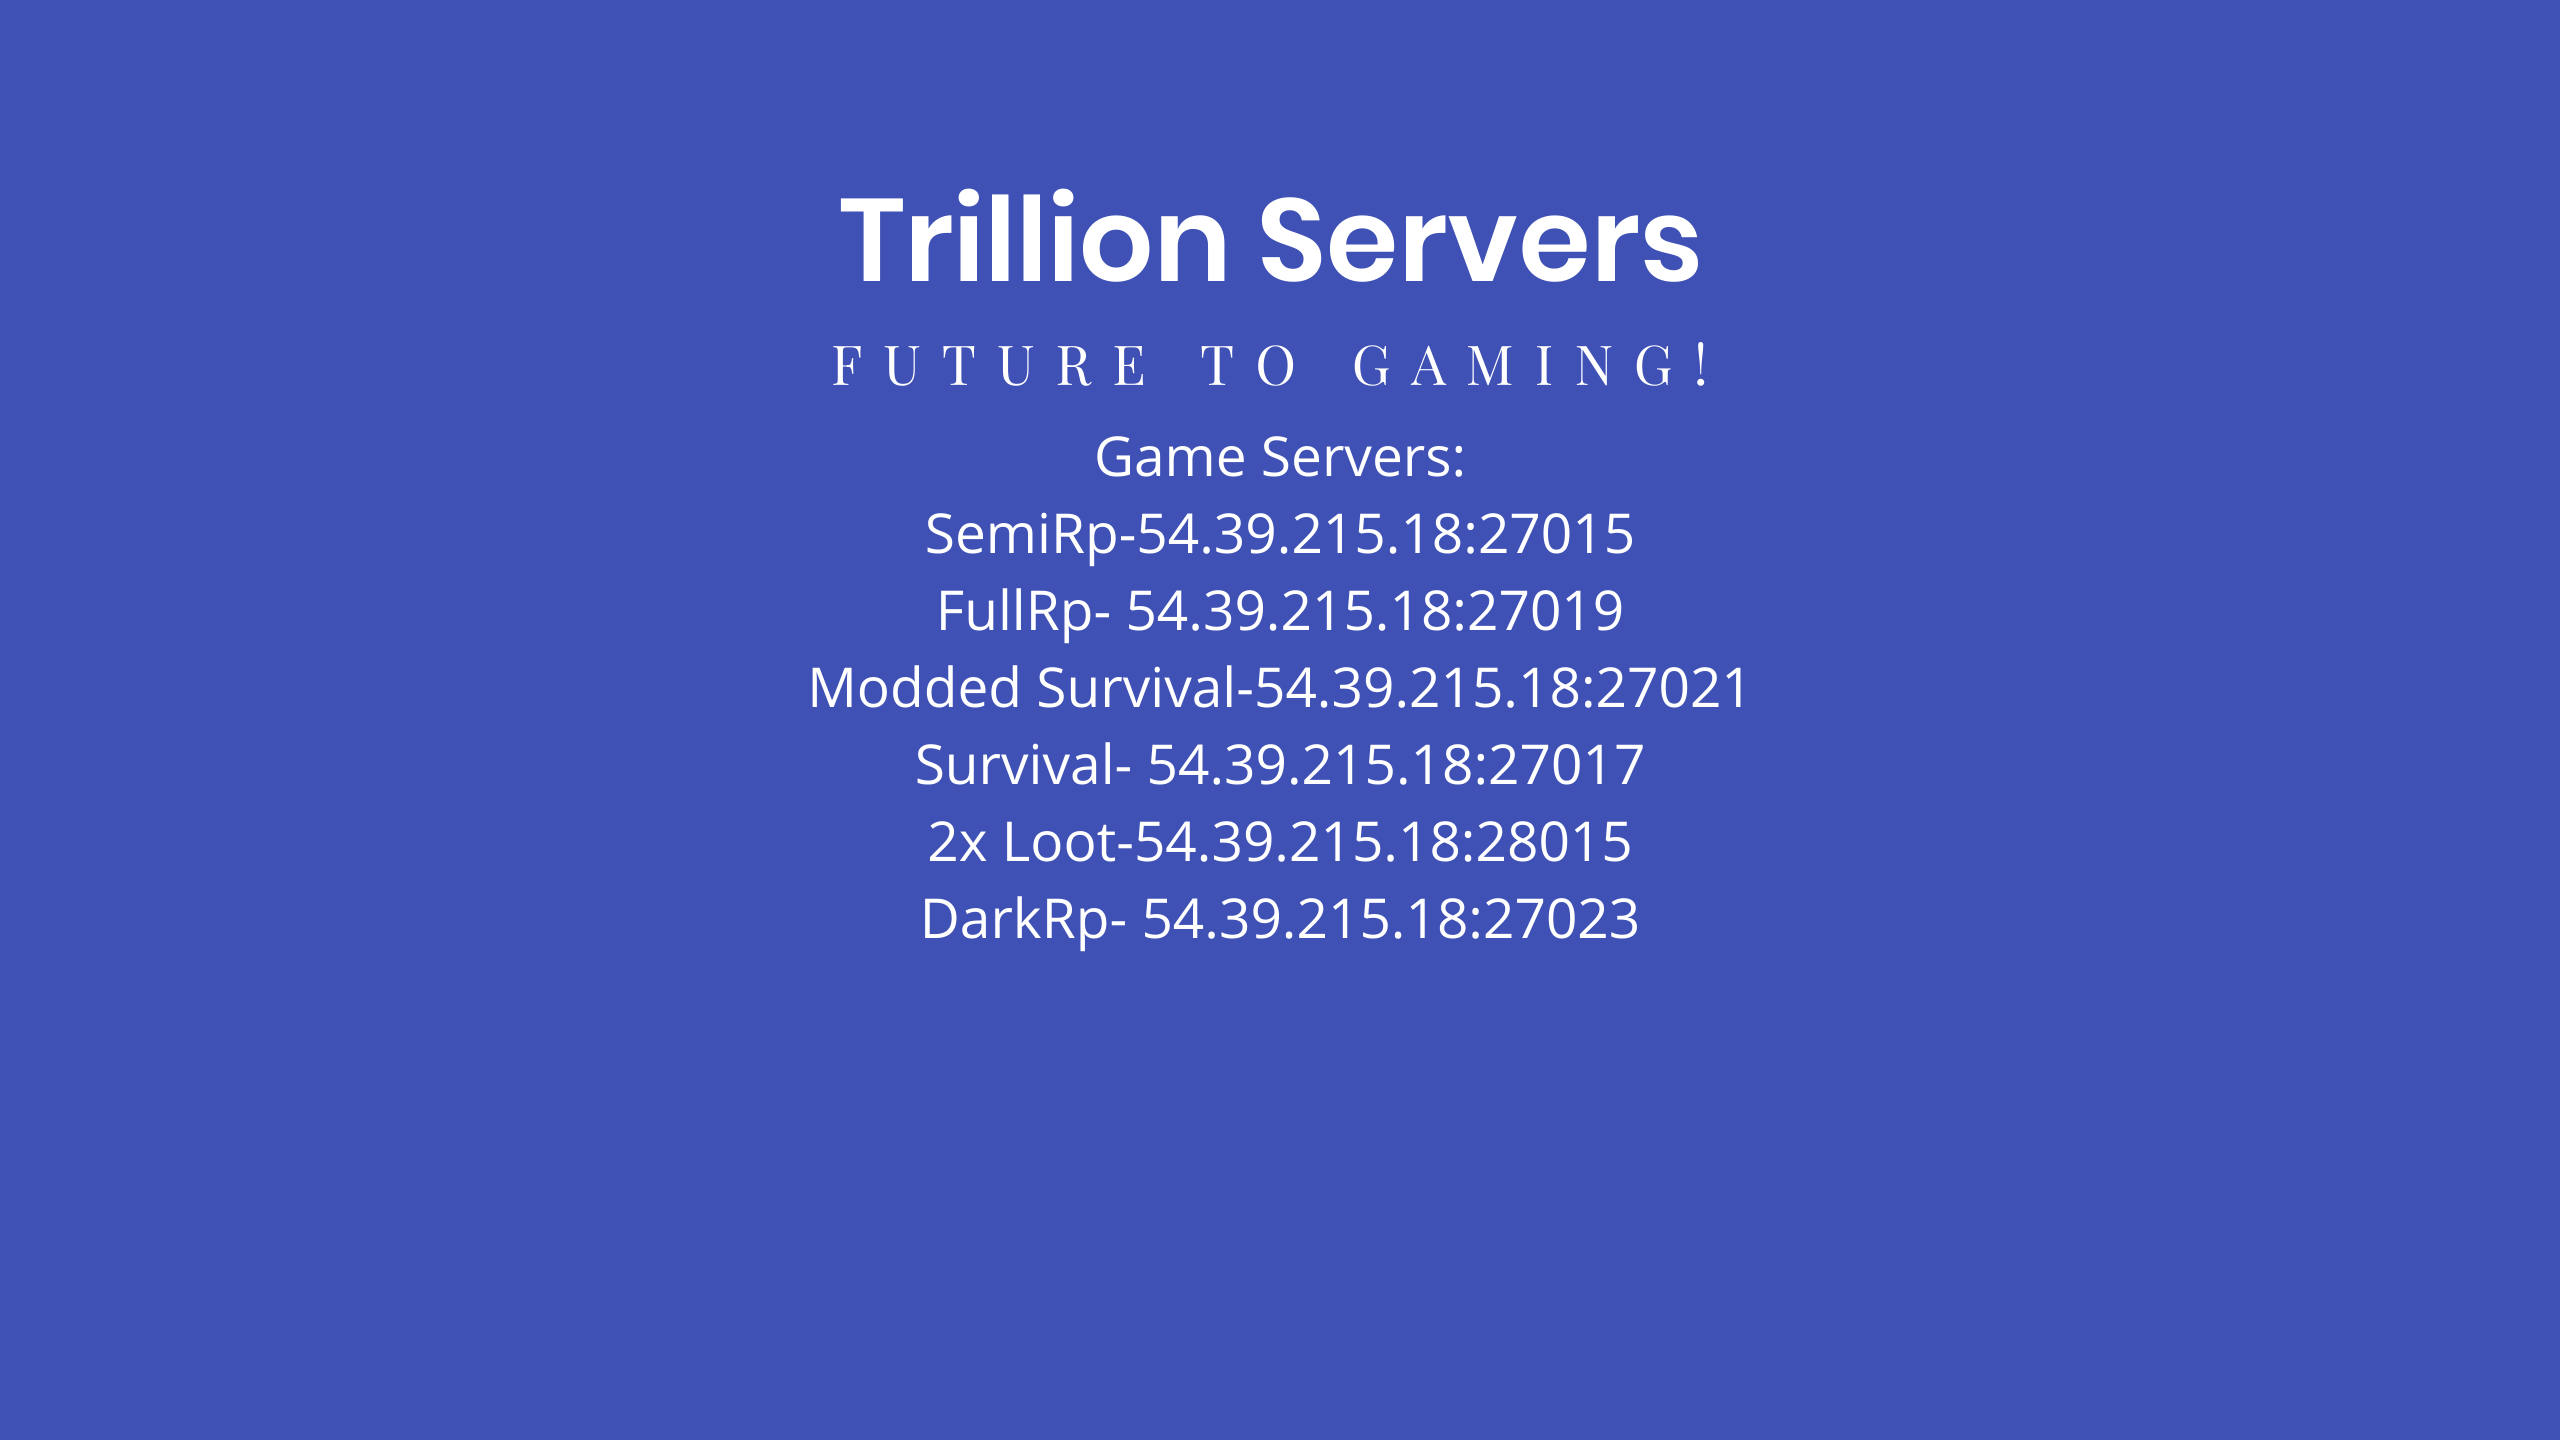 Trillion Servers
FUTURE TO GAMING!
Game Servers:
SemiRp-54.39.215.18:27015
FullRp- 54.39.215.18:27019
Modded Survival-54.39.215.18:27021
Survival- 54.39.215.18:27017
2x Loot-54.39.215.18:28015
DarkRp- 54.39.215.18:27023